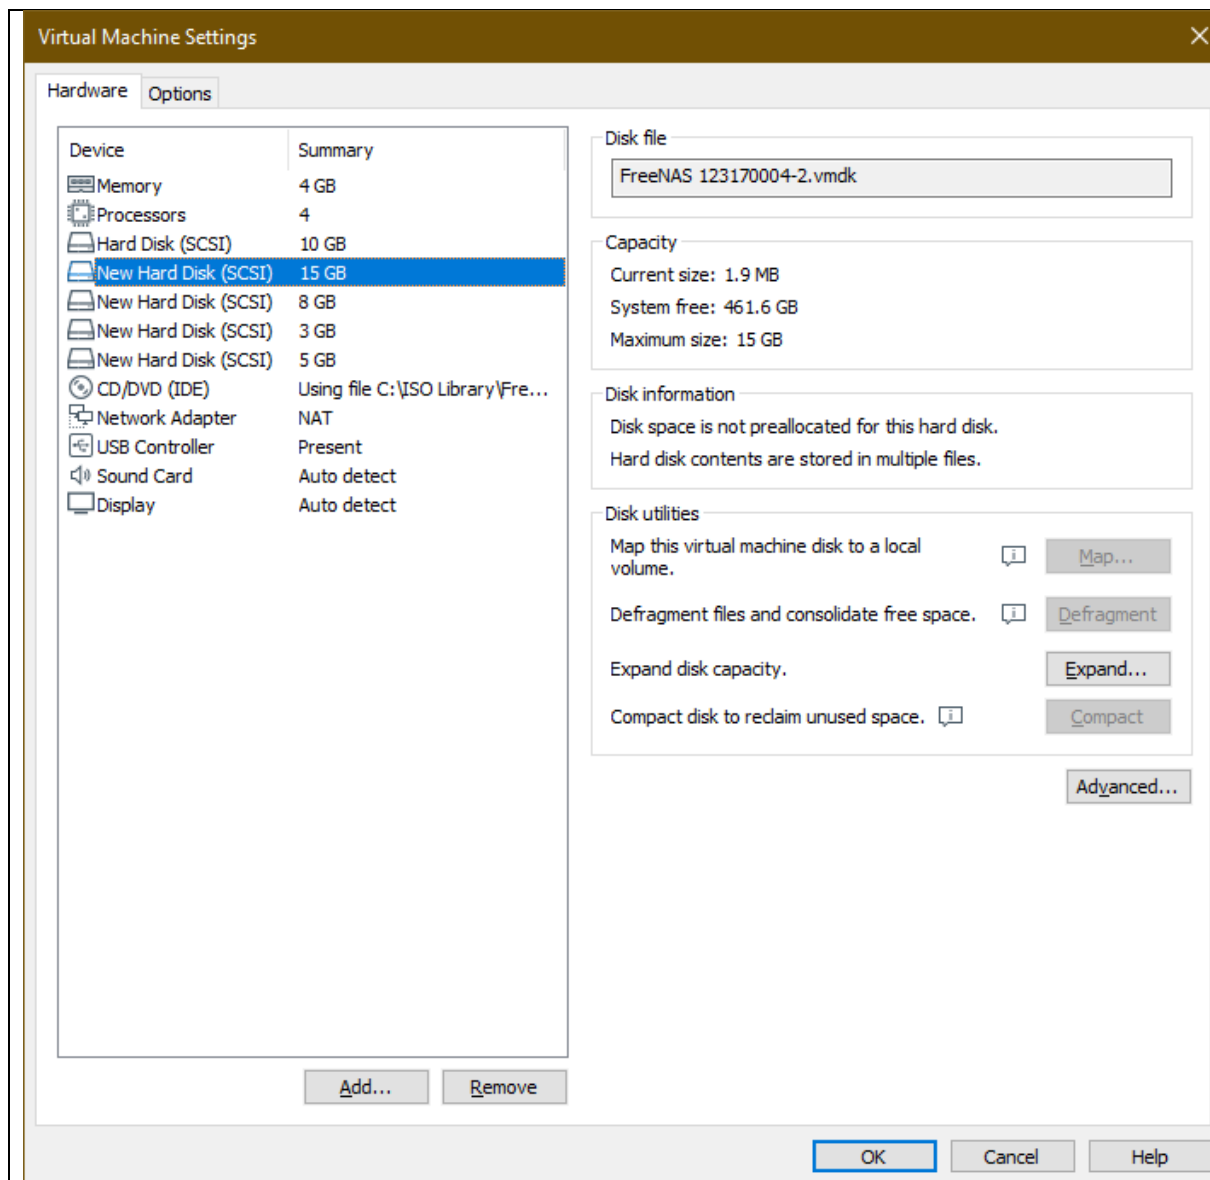 Virtual Machine Settings
Hardware Options
Device Summary
Memory 4 GB
Processors 4
Hard Disk (SCSI) 10 GB
New Hard Disk (SCSI) 15 GB
New Hard Disk (SCSI) 8 GB
New Hard Disk (SCSI) 3 GB
New Hard Disk (SCSI) 5 GB
CD/DVD (IDE) Using file C:\ISO Library\Fre...
Network Adapter NAT
USB Controller Present
Sound Card Auto detect
Display Auto detect
Add... Remove
Disk file
FreeNAS 123170004-2.vmdk
Capacity
Current size: 1.9 MB
System free: 461.6 GB
Maximum size: 15 GB
Disk information
Disk space is not preallocated for this hard disk.
Hard disk contents are stored in multiple files.
Disk utilities
Map this virtual machine disk to a local
volume.
Map...
Defragment files and consolidate free space. Defragment
Expand disk capacity. Expand...
Compact disk to reclaim unused space. Compact
Advanced...
OK Cancel Help